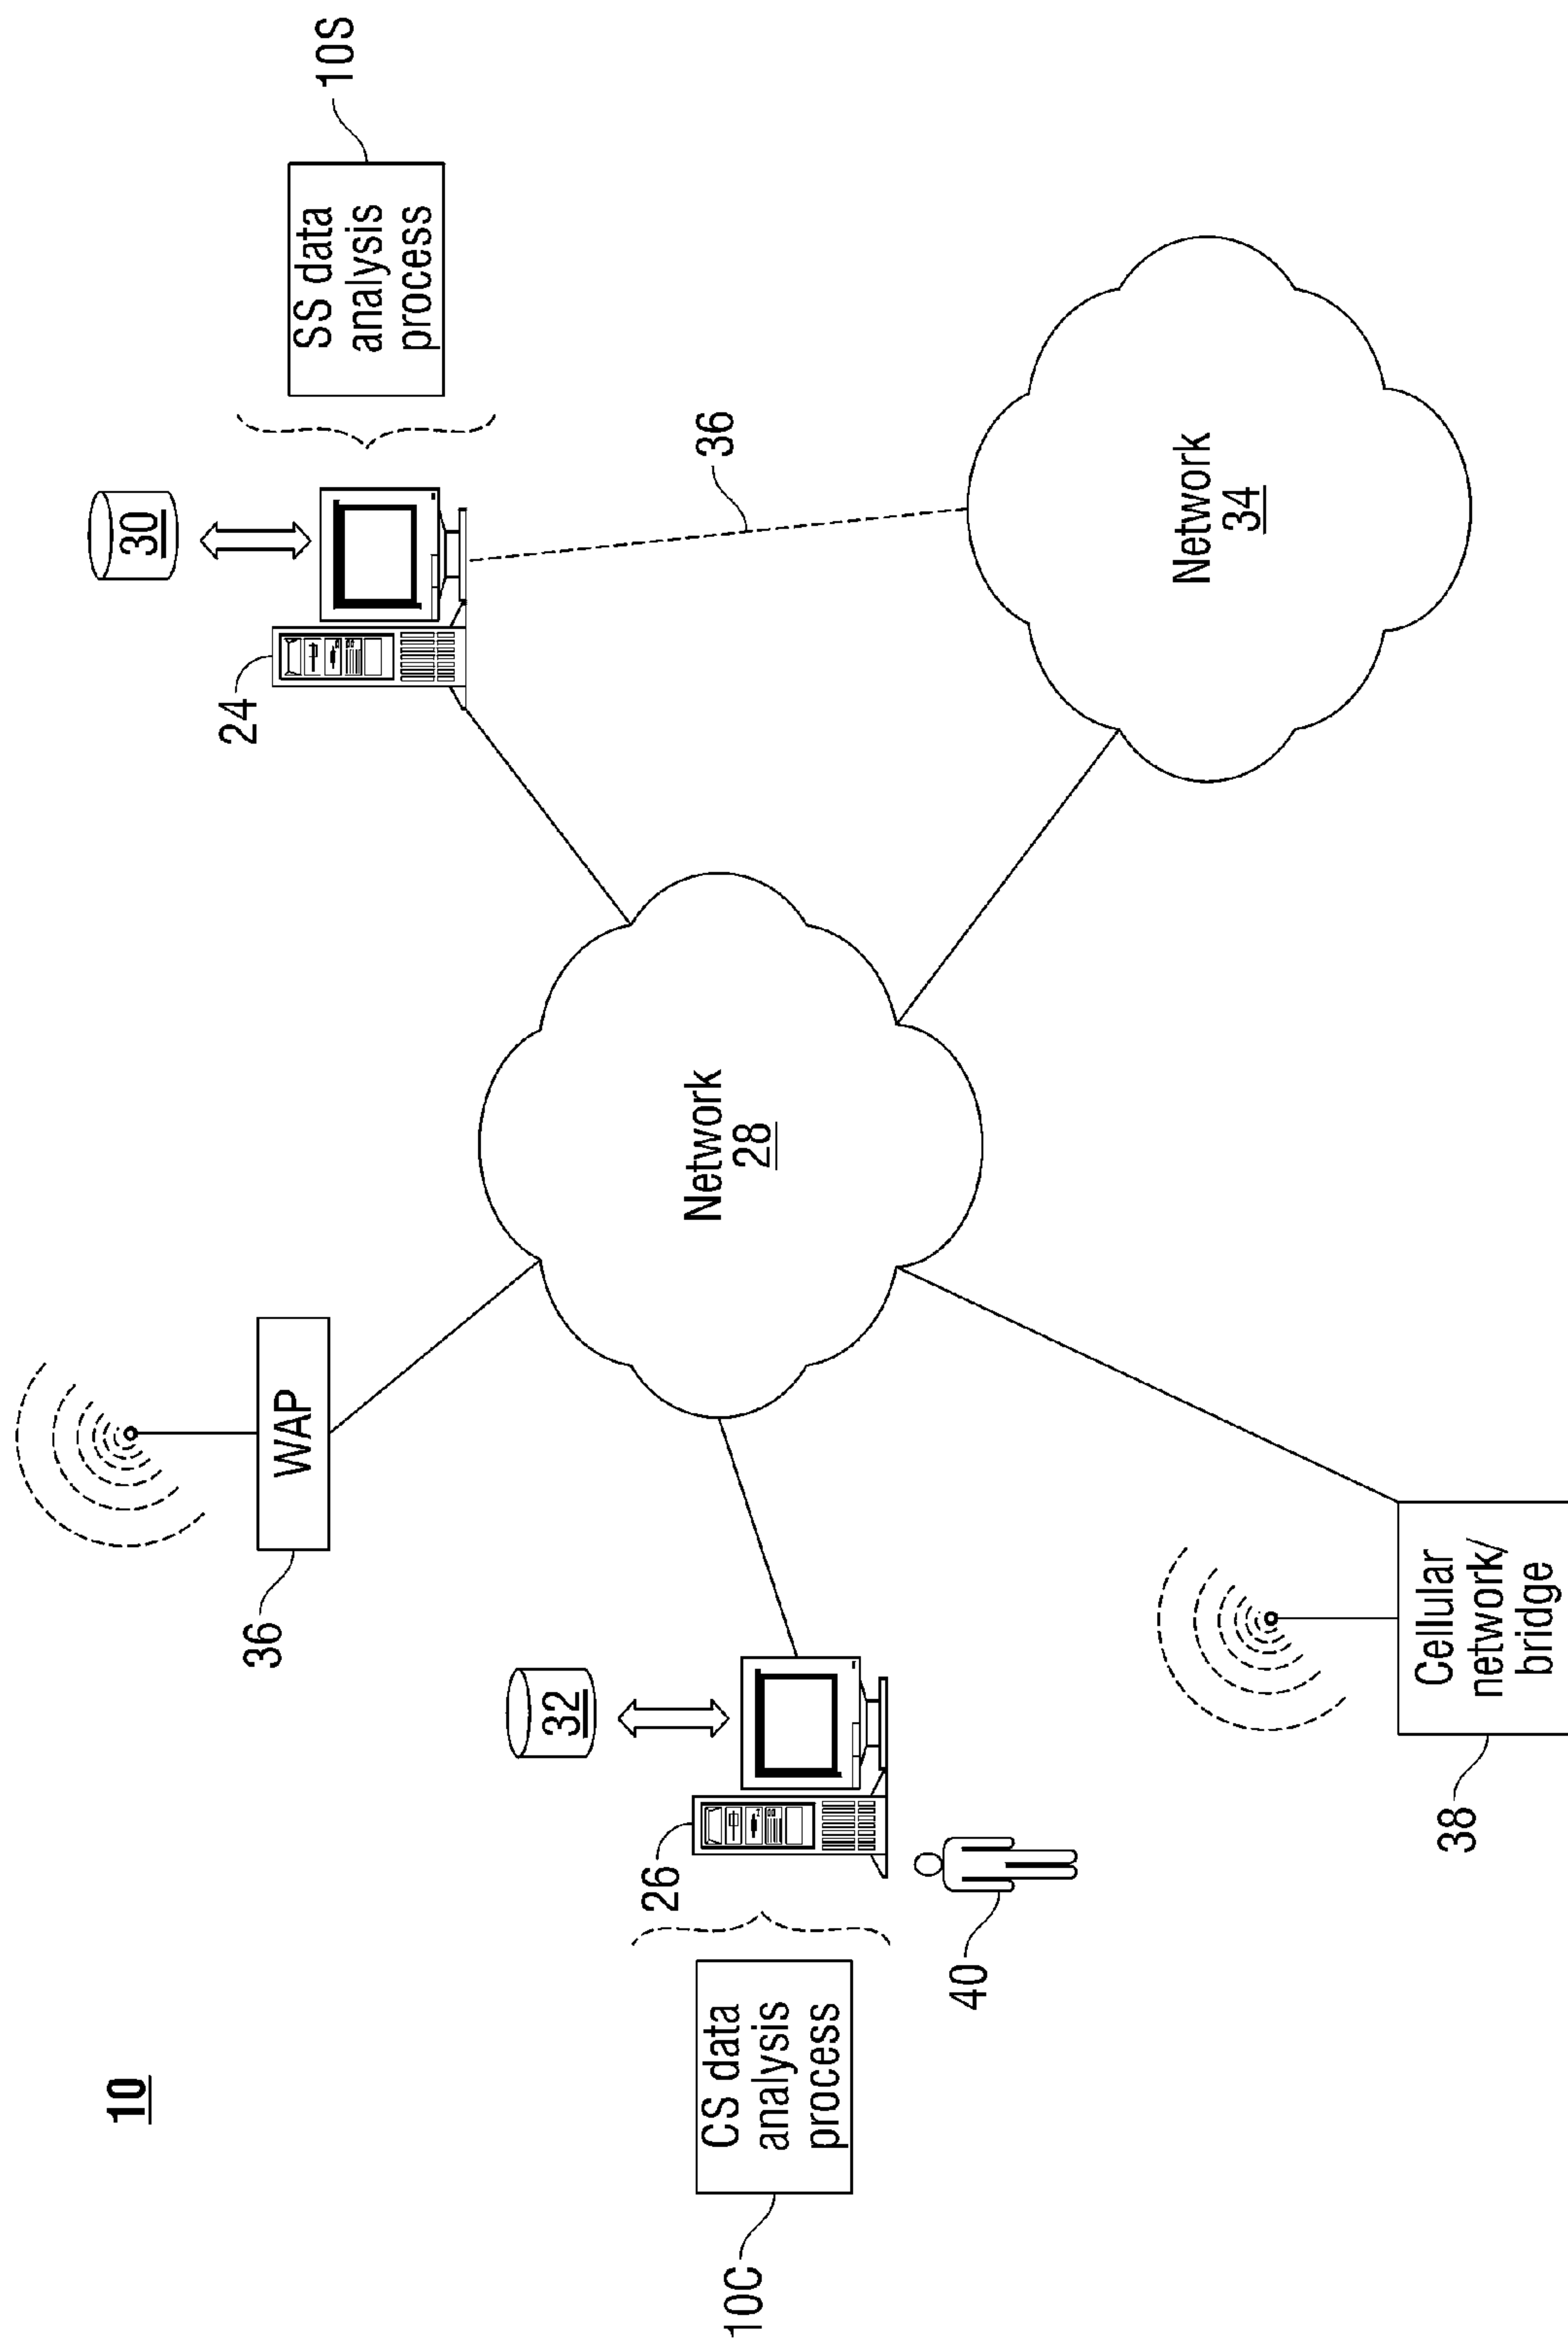 10
10C
CS data
analysis
process
26
32
40
36
WAP
38
Cellular
network/
bridge
Network
28
24
30
SS data
analysis
process
10S
36
Network
34